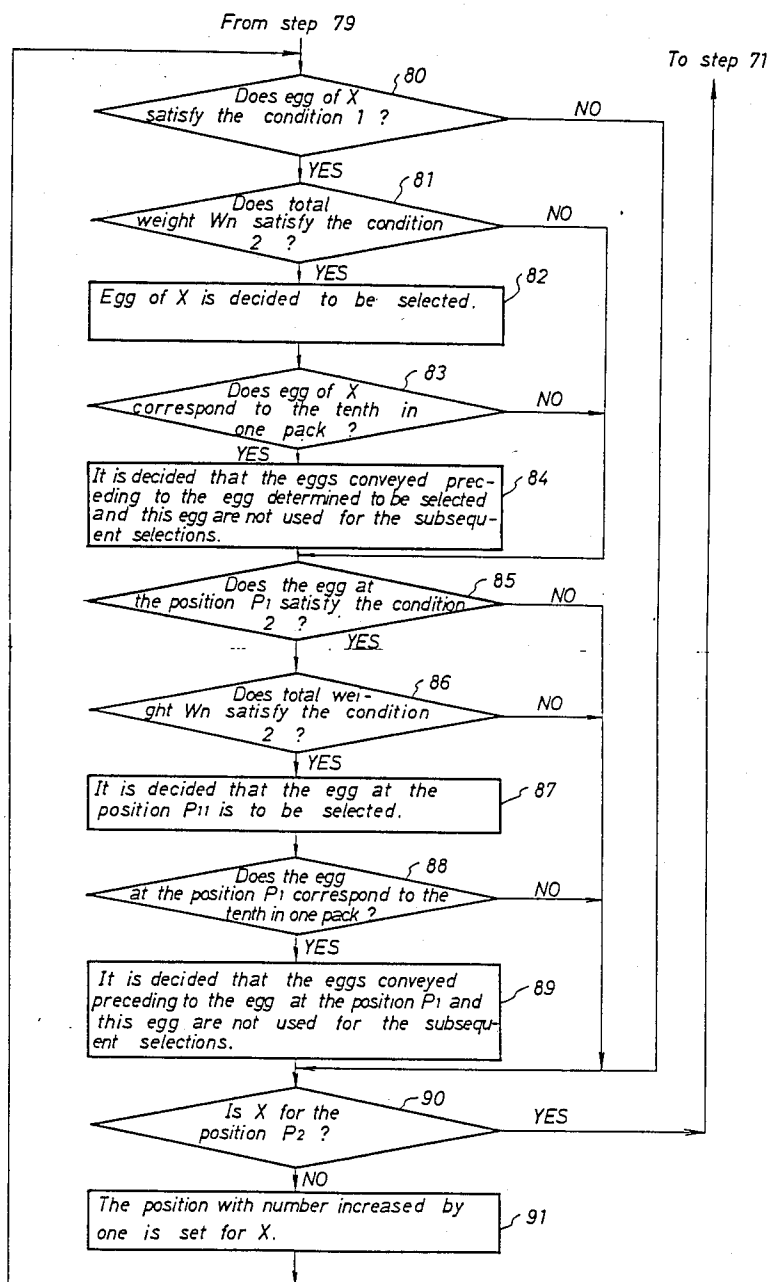 From step 79
To step 71
80
Does egg of X
satisfy the condition 1 ?
NO
YES
81
Does total
weight Wn satisfy the condition
2 ?
NO
YES
82
Egg of X is decided to be selected.
83
Does egg of X
correspond to the tenth in
one pack ?
NO
YES
84
It is decided that the eggs conveyed prec-
eding to the egg determined to be selected
and this egg are not used for the subsequ-
ent selections.
85
Does the egg at
the position P1 satisfy the condition
2 ?
NO
YES
86
Does total wei-
ght Wn satisfy the condition
2 ?
NO
YES
87
It is decided that the egg at the
position P11 is to be selected.
88
Does the egg
at the position P1 correspond to the
tenth in one pack ?
NO
YES
89
It is decided that the eggs conveyed
preceding to the egg at the position P1 and
this egg are not used for the subsequ-
ent selections.
90
Is X for the
position P2 ?
YES
NO
91
The position with number increased by
one is set for X.